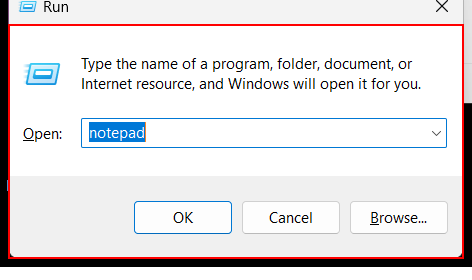 Run
Type the name of a program, folder, document, or
Internet resource, and Windows will open it for you.
Open: notepad
OK Cancel Browse...